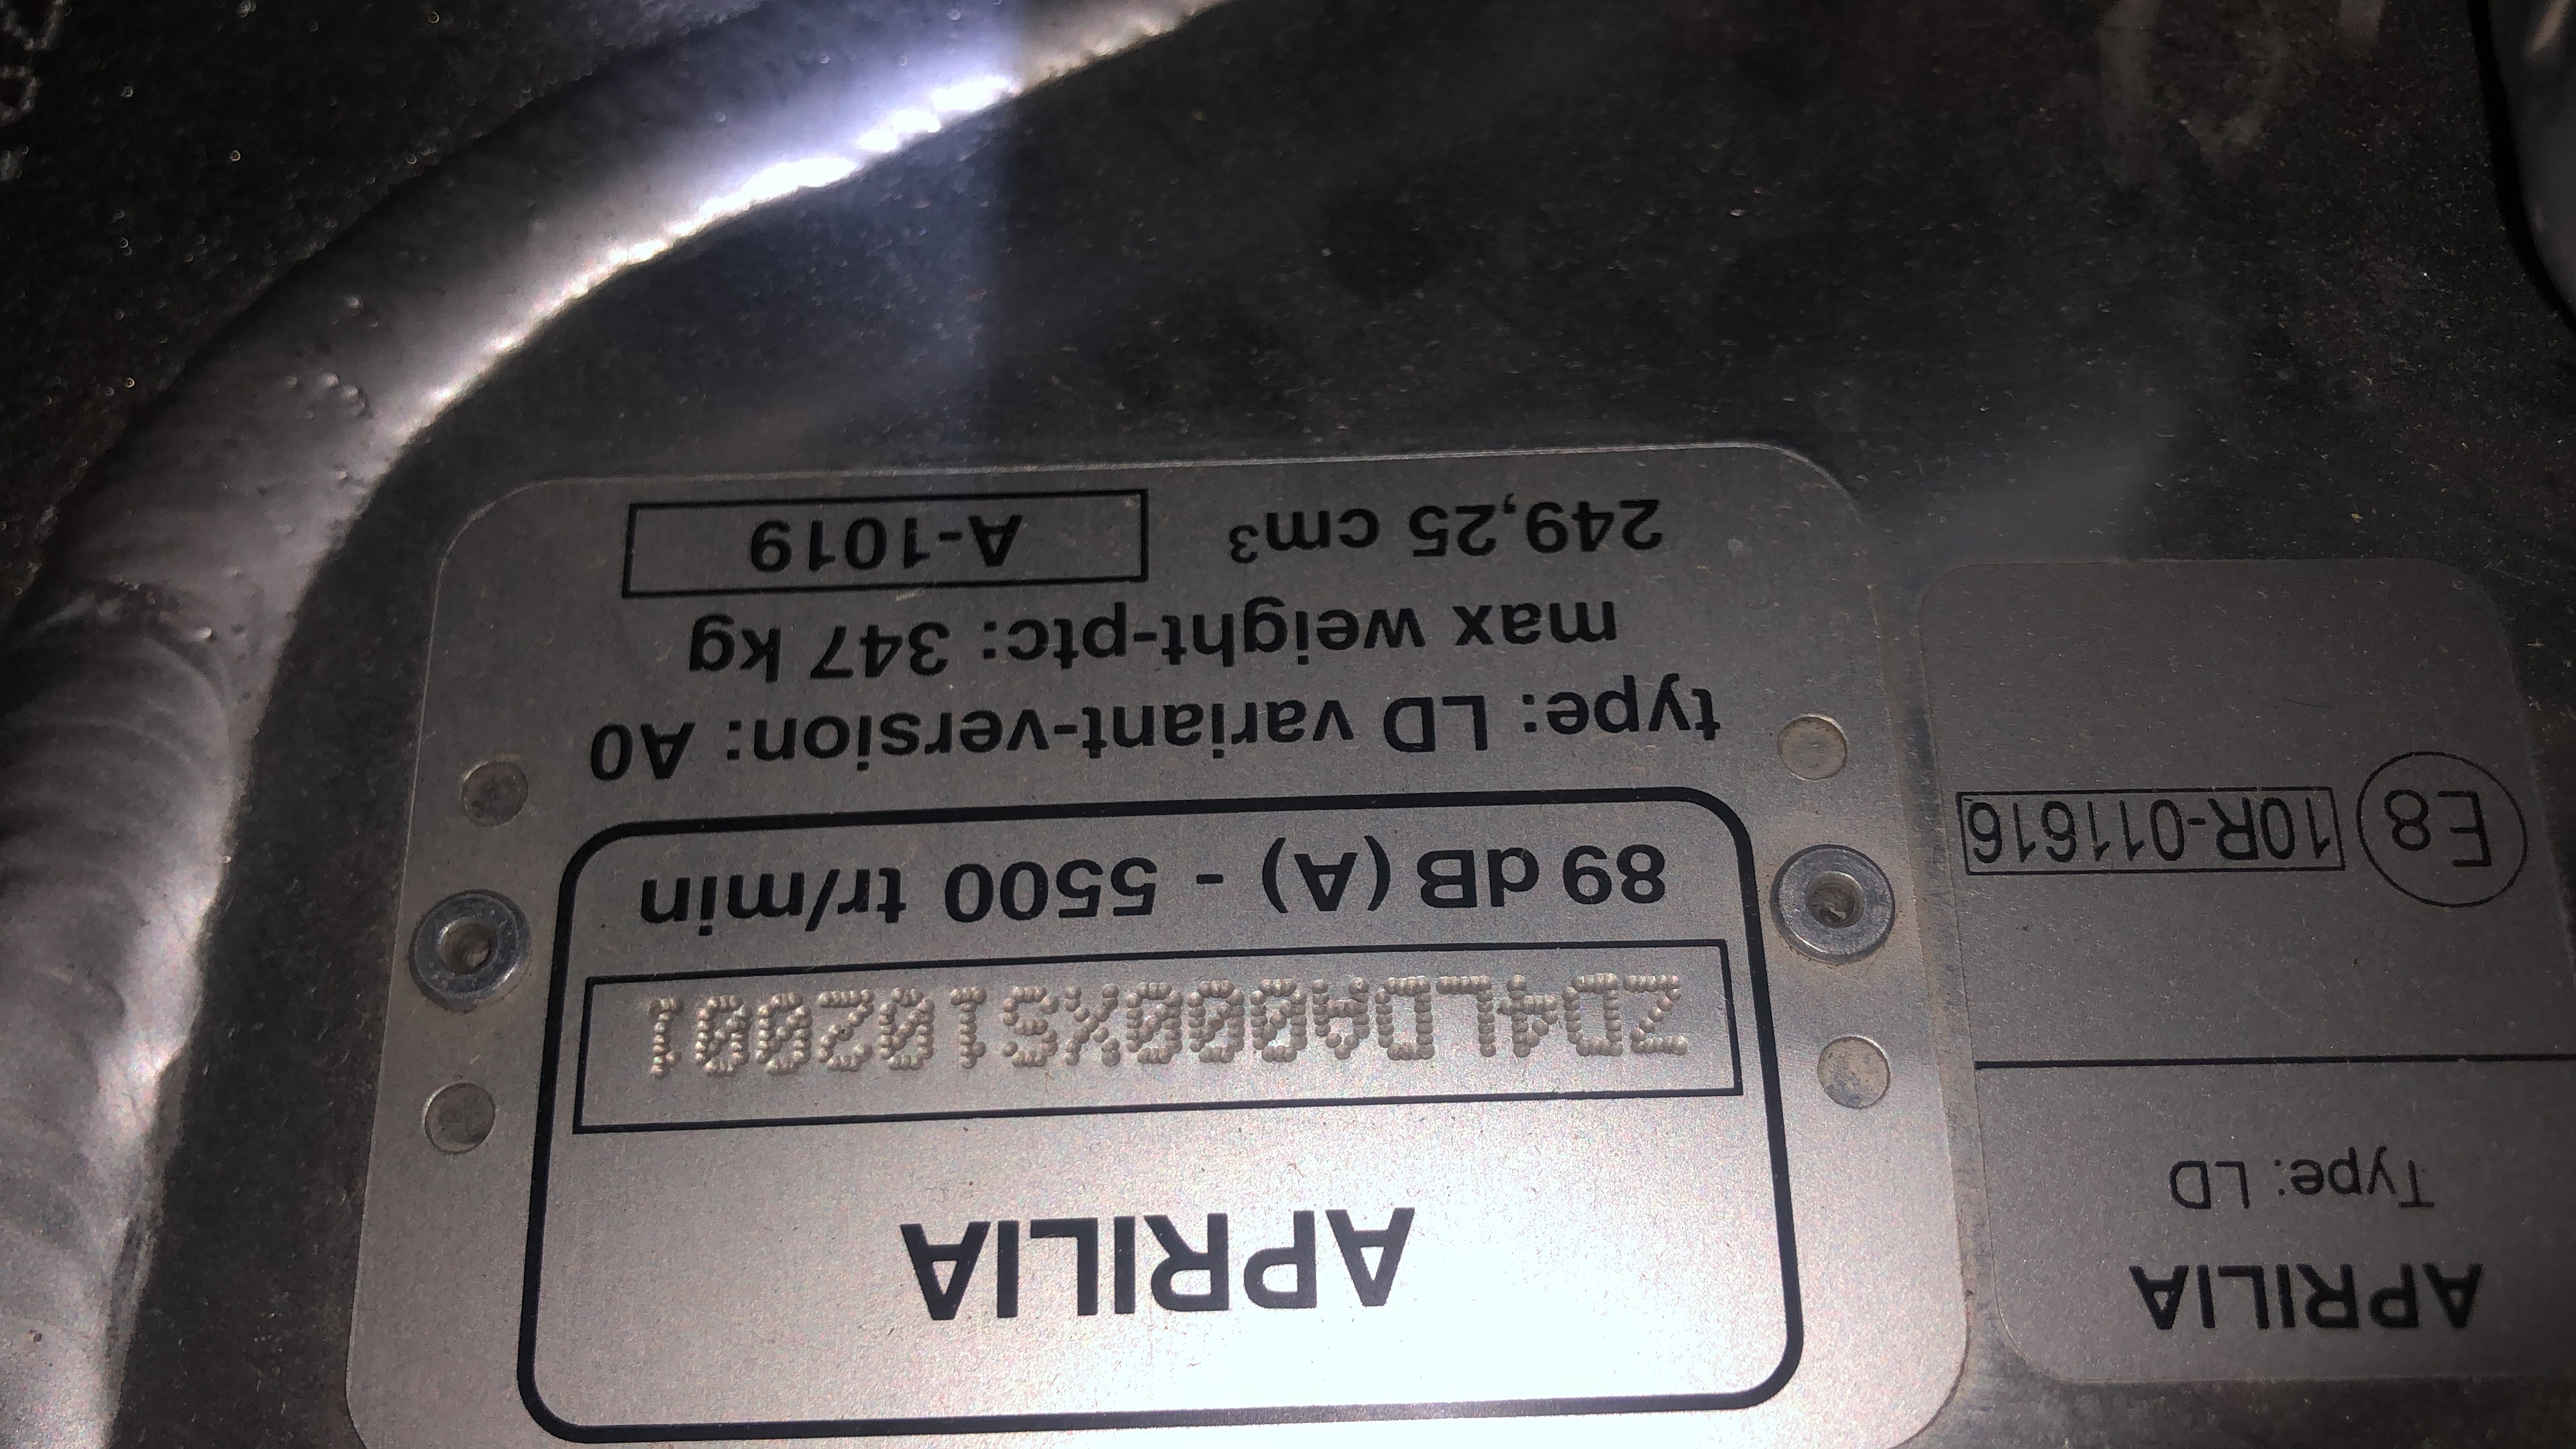 APRILIA
ZD4LDA000XS102001
89 dB (A) - 5500 tr/min
type: LD variant-version: A0
max weight-ptc: 347 kg
249,25 cm³ A-1019
APRILIA
Type: LD
E8 10R-011616